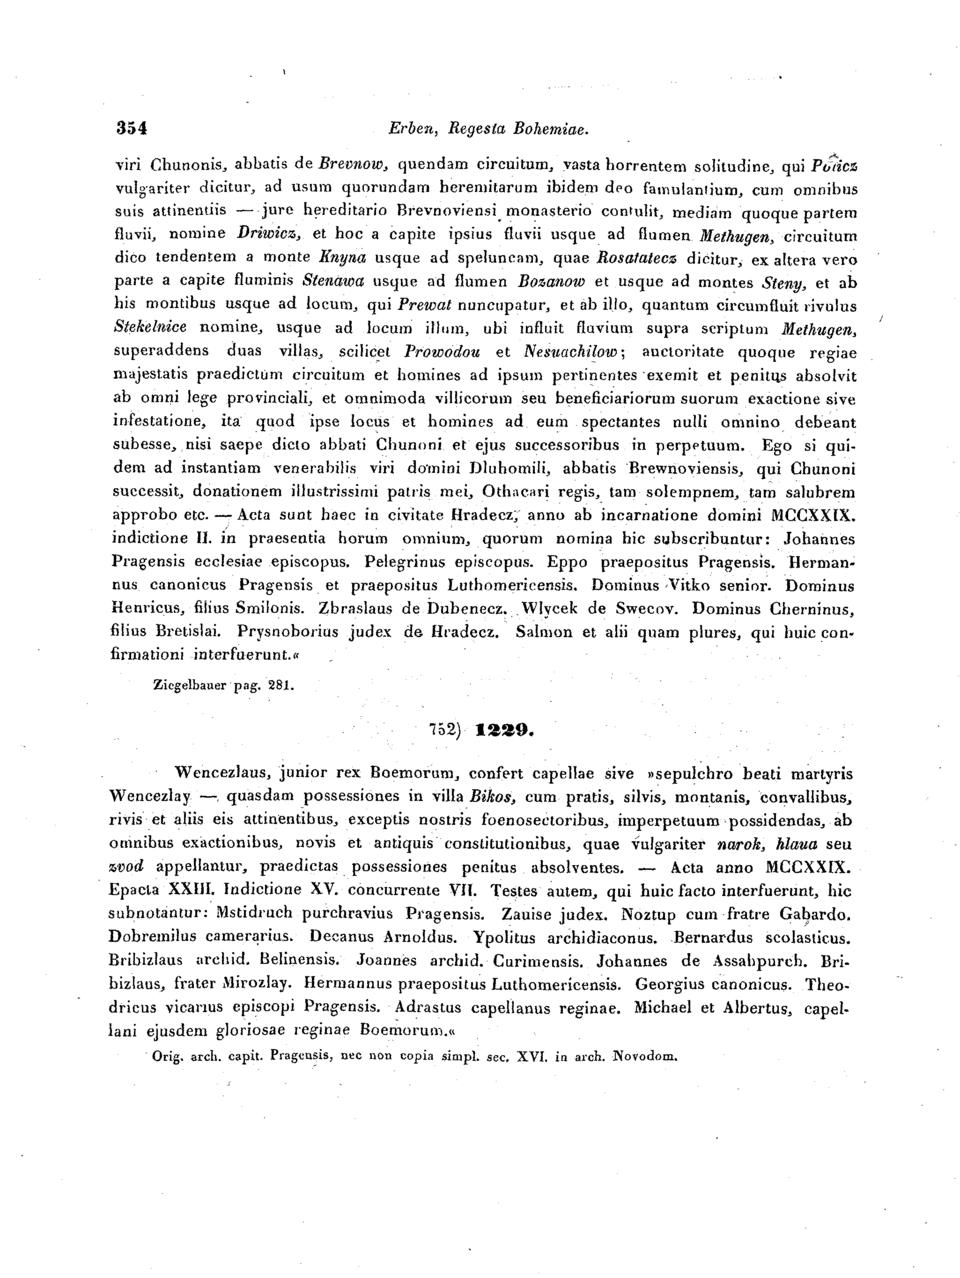 354 Erben, Regesta Bohemiae.
viri Chunonis, abbatis de Brevnow, quendam circuitum, vasta horrentem solitudine, qui
vulgariter dicitur, ad usum quorundam heremitarum ibidem deo famulantium, cum omnibus
suis attinentiis — jure hereditario Brevnoviensi monasterio contulit, mediam quoque partem
fluvii, nomine Driwicz, et hoc a capite ipsius fluvii usque ad flumen Methugen, circuitum
dico tendentem a monte Knyna usque ad speluncam, quae Rosatatecz dicitur, ex altera vero
parte a capite fluminis Stenawa usque ad flumen Bozanow et usque ad montes Steny, et ab
his montibus usque ad locum, qui Prewat nuncupatur, et ab illo, quantum circumfluit rivulus
Stekelnice nomine, usque ad locum illum, ubi influit fluvium supra scriptum Methugen,
superaddens duas villas, scilicet Prowodou et Nesuachilow; auctoritate quoque regiae
majestatis praedictum circuitum et homines ad ipsum pertinentes exemit et penitus absolvit
ab omni lege provinciali, et omnimoda villicorum seu beneficiariorum suorum exactione sive
infestatione, ita quod ipse locus et homines ad eum spectantes nulli omnino debeant
subesse, nisi saepe dicto abbati Chunoni et ejus successoribus in perpetuum. Ego si qui-
dem ad instantiam venerabilis viri domini Dluhomili, abbatis Brewnoviensis, qui Chunoni
successit, donationem illustrissimi patris mei, Othacari regis, tam solempnem, tam salubrem
approbo etc. — Acta sunt haec in civitate Hradecz, anno ab incarnatione domini MCCXXIX.
indictione II. in praesentia horum omnium, quorum nomina hic subscribuntur: Johannes
Pragensis ecclesiae episcopus. Pelegrinus episcopus. Eppo praepositus Pragensis. Herman-
nus canonicus Pragensis et praepositus Luthomericensis. Dominus Vitko senior. Dominus
Henricus, filius Smilonis. Zbraslaus de Dubenecz. Wlycek de Swecov. Dominus Cherninus,
filius Bretislai. Prysnoborius judex de Hradecz. Salmon et alii quam plures, qui huic con-
firmationi interfuerunt.«
Ziegelbauer pag. 281.
752) 1229.
Wencezlaus, junior rex Boemorum, confert capellae sive »sepulchro beati martyris
Wencezlay —, quasdam possessiones in villa Bikos, cum pratis, silvis, montanis, convallibus,
rivis et aliis eis attinentibus, exceptis nostris foenosectoribus, imperpetuum possidendas, ab
omnibus exactionibus, novis et antiquis constitutionibus, quae vulgariter narok, hlaua seu
zvod appellantur, praedictas possessiones penitus absolventes. — Acta anno MCCXXIX.
Epacta XXIII. Indictione XV. concurrente VII. Testes autem, qui huic facto interfuerunt, hic
subnotantur: Mstidruch purchravius Pragensis. Zauise judex. Noztup cum fratre Gabardo.
Dobremilus camerarius. Decanus Arnoldus. Ypolitus archidiaconus. Bernardus scolasticus.
Bribizlaus archid. Belinensis. Joannes archid. Curimensis. Johannes de Assahpurch. Bri-
bizlaus, frater Mirozlay. Hermannus praepositus Luthomericensis. Georgius canonicus. Theo-
dricus vicarius episcopi Pragensis. Adrastus capellanus reginae. Michael et Albertus, capel-
lani ejusdem gloriosae reginae Boemorum.«
Orig. arch. capit. Pragensis, nec non copia simpl. sec. XVI. in arch. Novodom.